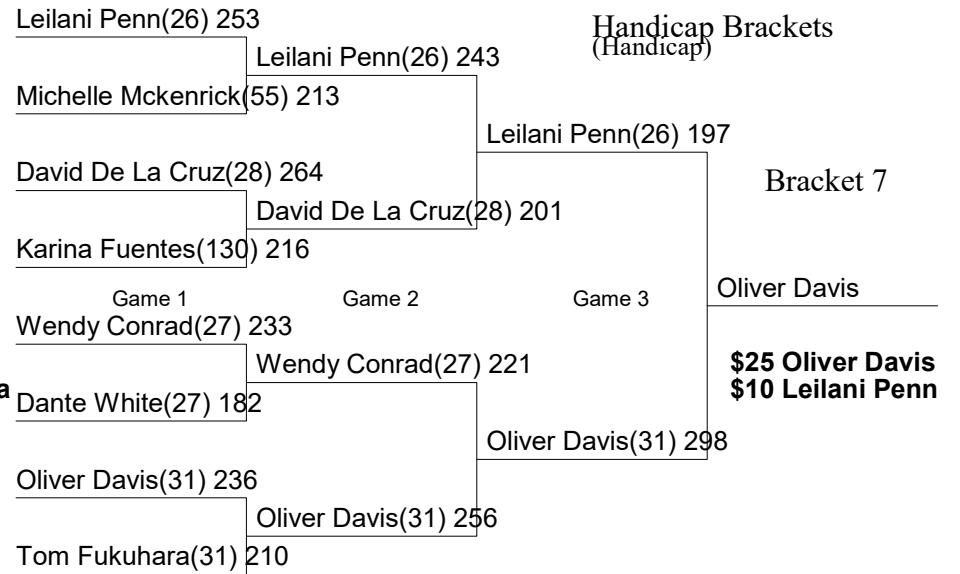 Handicap Brackets
(Handicap)
Bracket 7
Leilani Penn(26) 253
Leilani Penn(26) 243
Michelle Mckenrick(55) 213
Leilani Penn(26) 197
David De La Cruz(28) 264
David De La Cruz(28) 201
Karina Fuentes(130) 216
Game 1
Game 2
Game 3
Oliver Davis
Wendy Conrad(27) 233
Wendy Conrad(27) 221
$25 Oliver Davis
$10 Leilani Penn
a
Dante White(27) 182
Oliver Davis(31) 298
Oliver Davis(31) 236
Oliver Davis(31) 256
Tom Fukuhara(31) 210